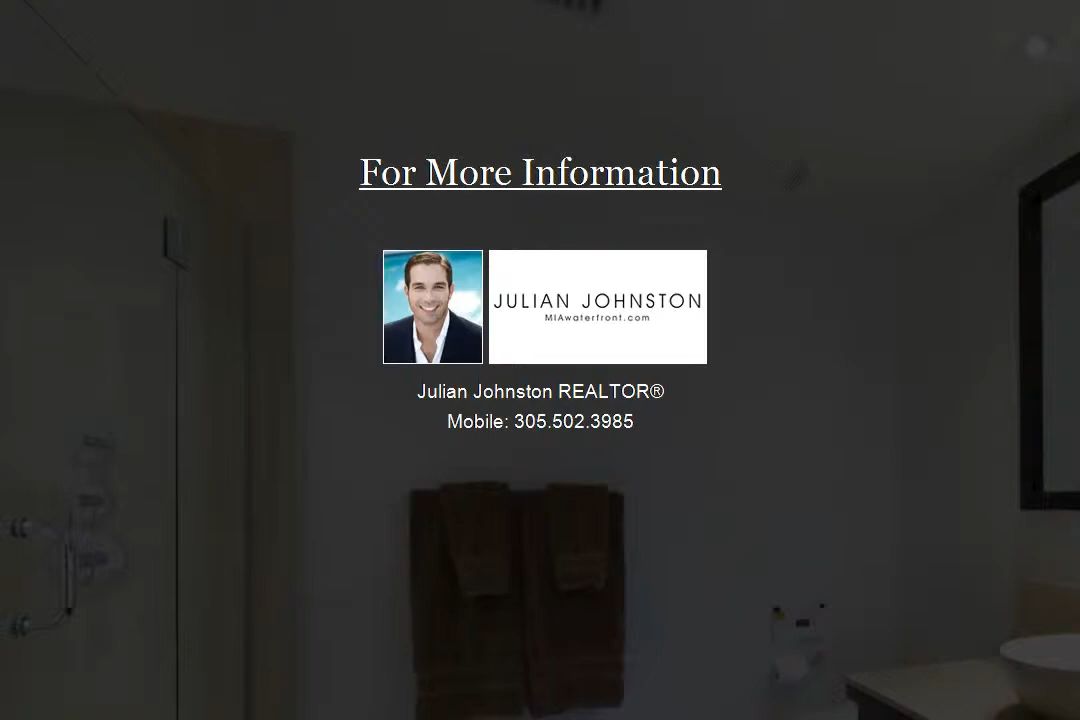 For More Information
JULIAN JOHNSTON
MIAwaterfront.com
Julian Johnston REALTOR®
Mobile: 305.502.3985